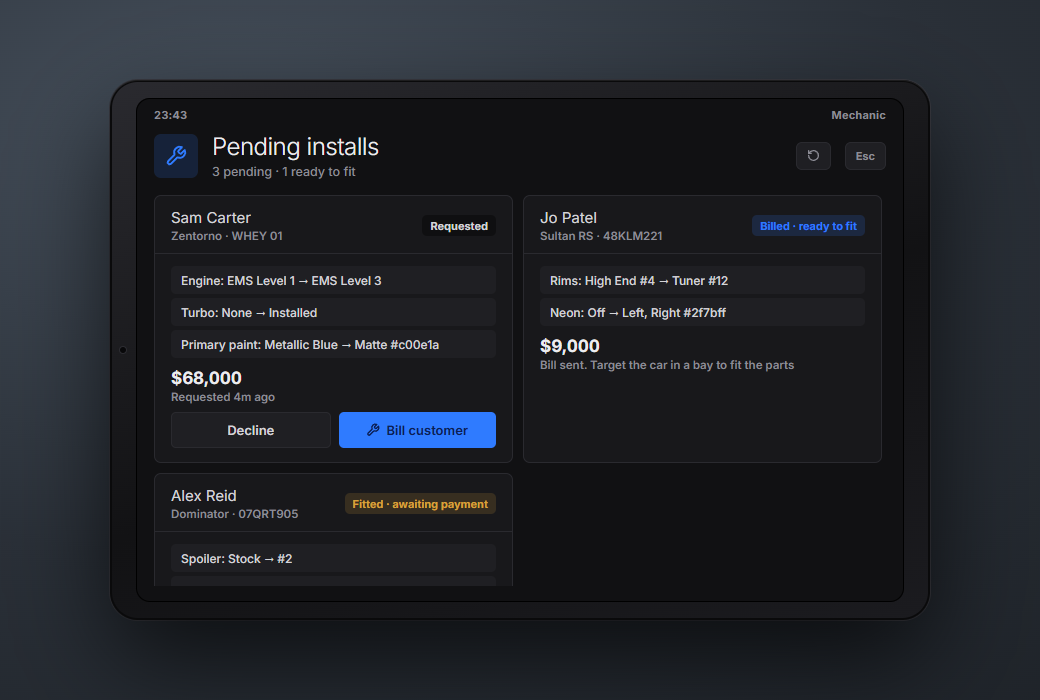 23:43
Mechanic
Pending installs
3 pending · 1 ready to fit
Esc
Sam Carter
Zentorno · WHEY 01
Requested
Engine: EMS Level 1 → EMS Level 3
Turbo: None → Installed
Primary paint: Metallic Blue → Matte #c00e1a
$68,000
Requested 4m ago
Decline
Bill customer
Jo Patel
Sultan RS · 48KLM221
Billed · ready to fit
Rims: High End #4 → Tuner #12
Neon: Off → Left, Right #2f7bff
$9,000
Bill sent. Target the car in a bay to fit the parts
Alex Reid
Dominator · 07QRT905
Fitted · awaiting payment
Spoiler: Stock → #2